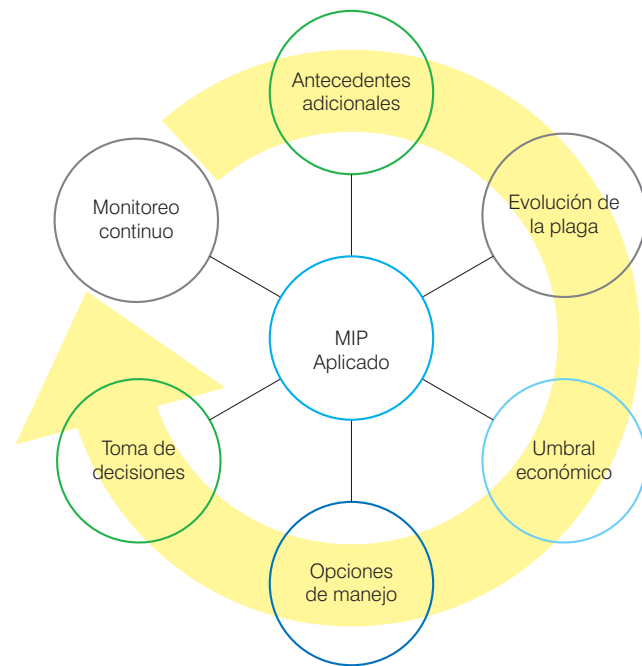 Antecedentes
adicionales
Evolución de
la plaga
Umbral
económico
Opciones
de manejo
Toma de
decisiones
Monitoreo
continuo
MIP
Aplicado